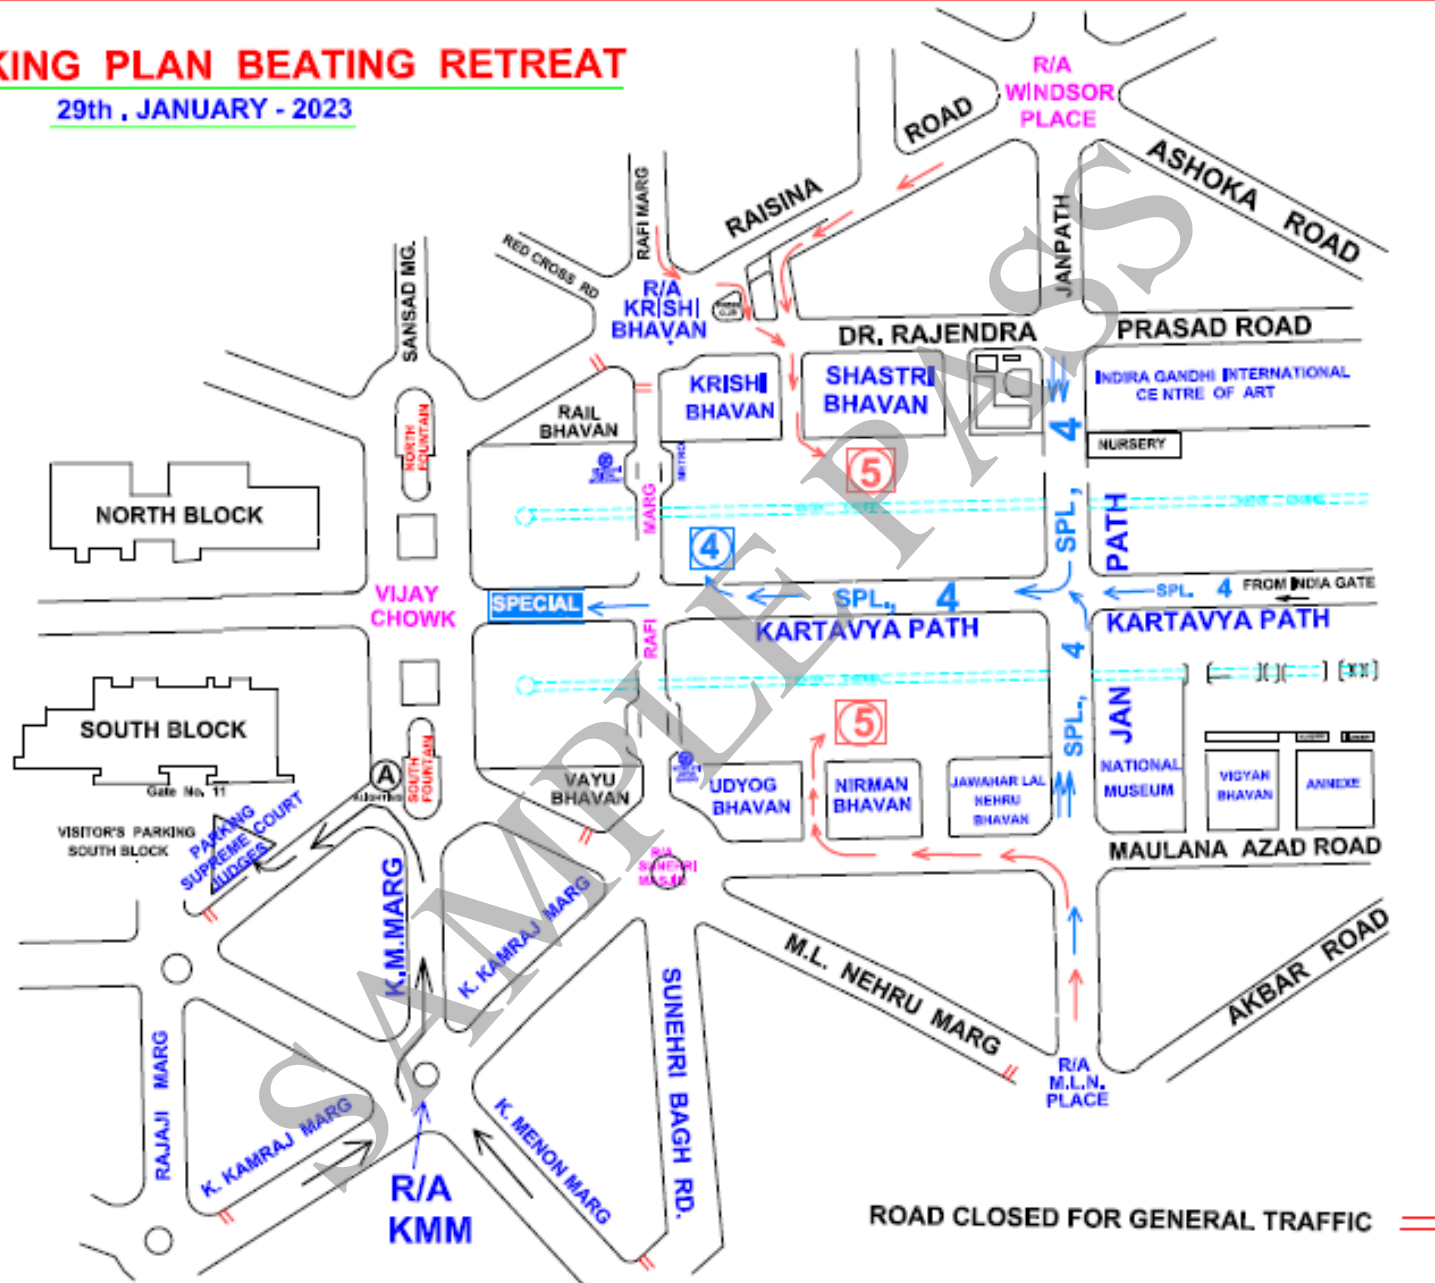 KING PLAN BEATING RETREAT
29th . JANUARY - 2023
R/A
WINDSOR
PLACE
ROAD
ASHOKA ROAD
RAISINA
RAFI MARG
RED CROSS RD
SANSAD MG.
JANPATH
R/A
KRISHI
BHAVAN
DR. RAJENDRA PRASAD ROAD
KRISHI
BHAVAN
SHASTRI
BHAVAN
INDIRA GANDHI INTERNATIONAL
CENTRE OF ART
RAIL
BHAVAN
NORTH
FOUNTAIN
METRO
NURSERY
4
5
NORTH BLOCK
MARG
SPL,
PATH
4
VIJAY
CHOWK
SPECIAL
SPL., 4
SPL. 4
FROM INDIA GATE
KARTAVYA PATH
KARTAVYA PATH
RAFI
SPL., 4
JAN
SOUTH BLOCK
5
SOUTH
FOUNTAIN
A
ALIGHTING
Gate No. 11
VAYU
BHAVAN
UDYOG
BHAVAN
NIRMAN
BHAVAN
JAWAHAR LAL
NEHRU
BHAVAN
NATIONAL
MUSEUM
VIGYAN
BHAVAN
ANNEXE
VISITOR'S PARKING
SOUTH BLOCK
PARKING
SUPREME COURT
JUDGES
MAULANA AZAD ROAD
R/A
SUNEHRI
MASJID
K.M.MARG
K. KAMRAJ MARG
M.L. NEHRU MARG
AKBAR ROAD
SUNEHRI BAGH RD.
RAJAJI MARG
K. KAMRAJ MARG
K. MENON MARG
R/A
M.L.N.
PLACE
R/A
KMM
ROAD CLOSED FOR GENERAL TRAFFIC
SAMPLE PASS